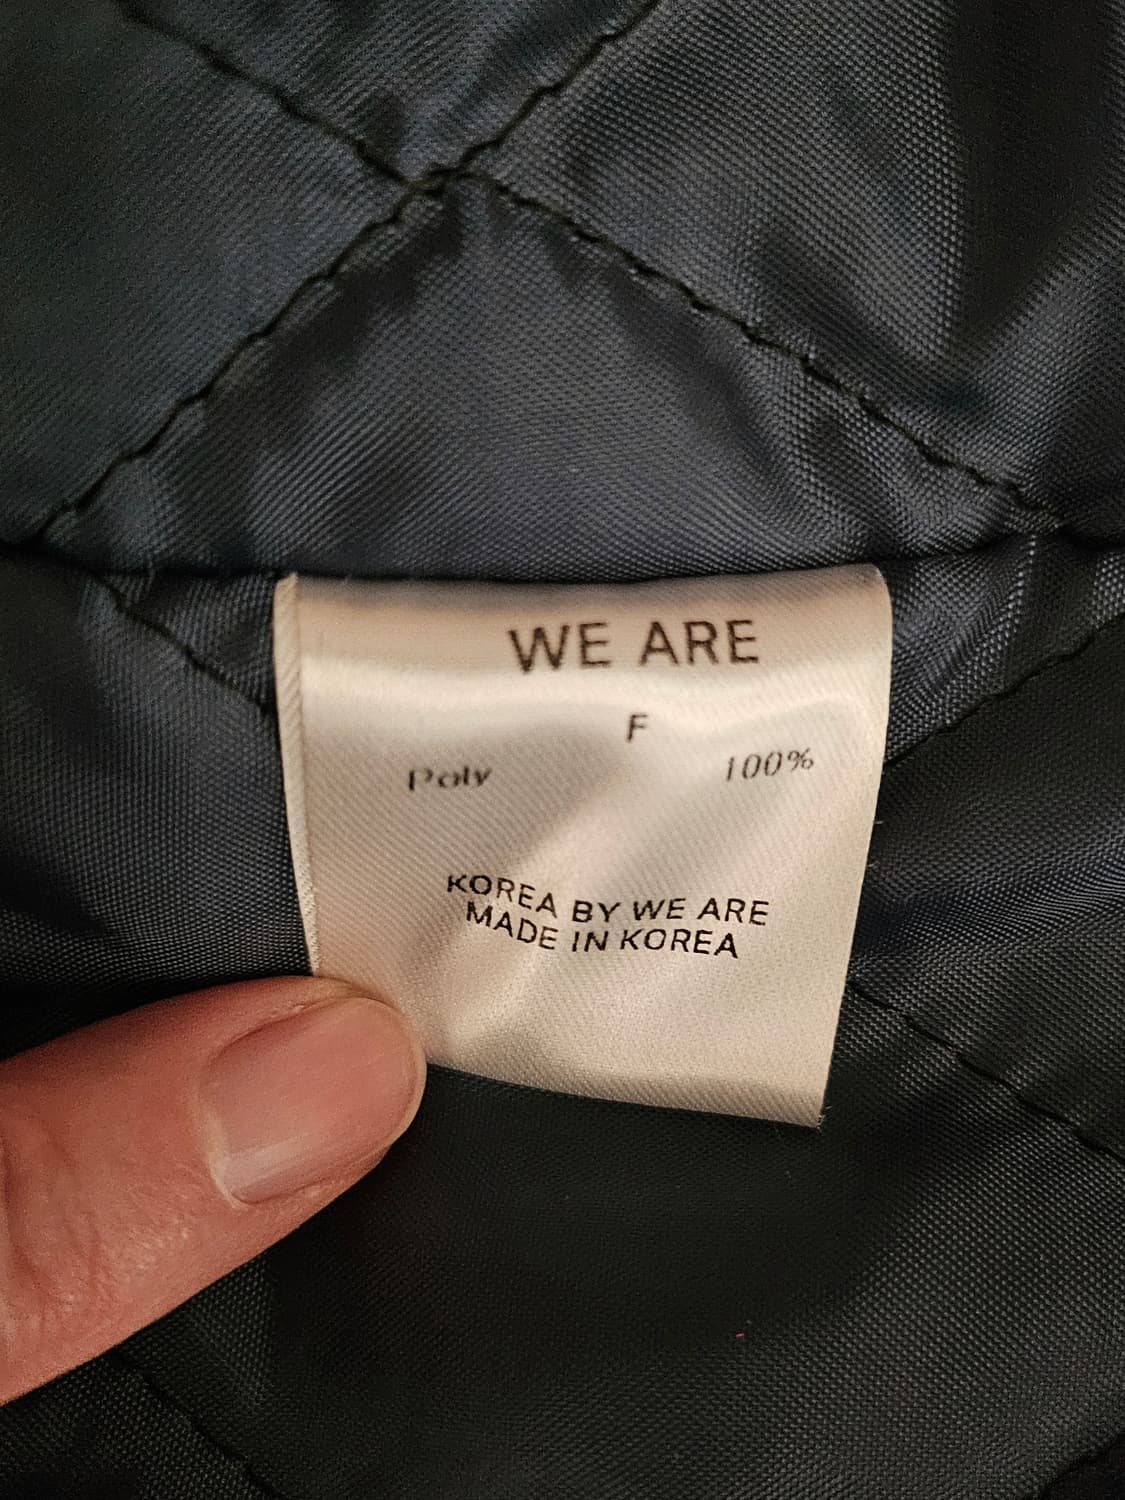 WE ARE
F
Poly 100%
KOREA BY WE ARE
MADE IN KOREA